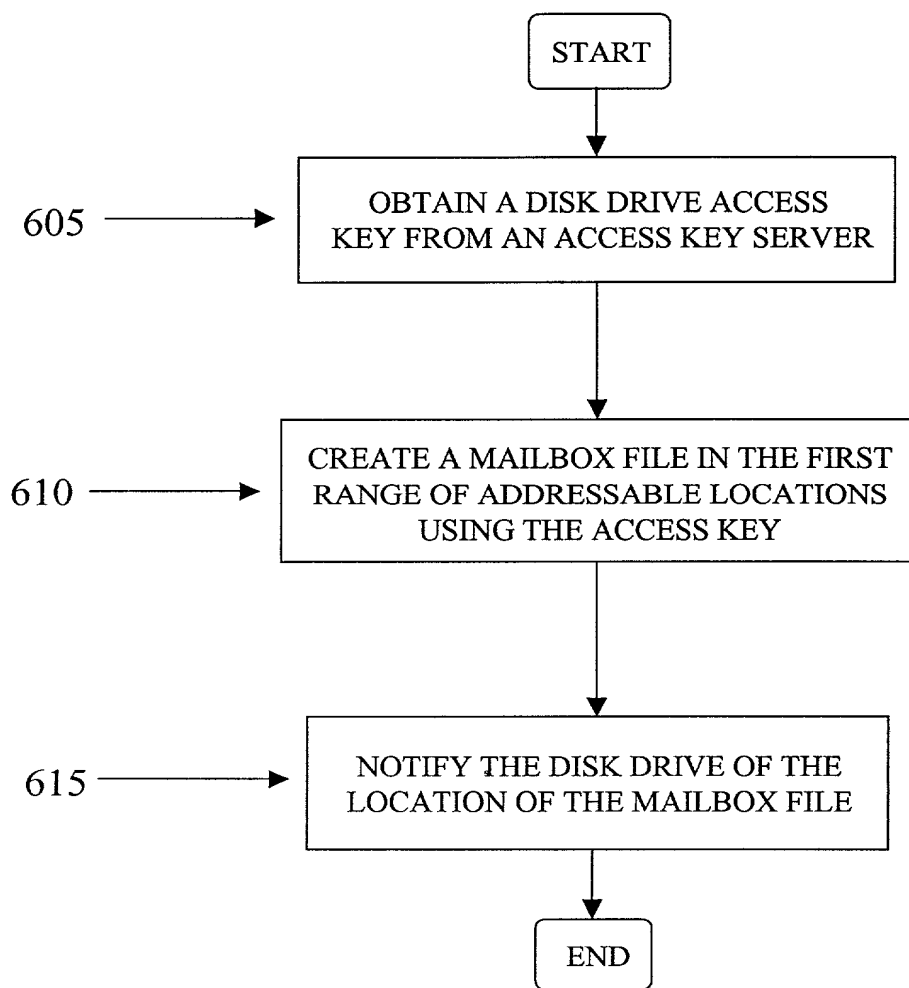 START
605
OBTAIN A DISK DRIVE ACCESS
KEY FROM AN ACCESS KEY SERVER
610
CREATE A MAILBOX FILE IN THE FIRST
RANGE OF ADDRESSABLE LOCATIONS
USING THE ACCESS KEY
615
NOTIFY THE DISK DRIVE OF THE
LOCATION OF THE MAILBOX FILE
END